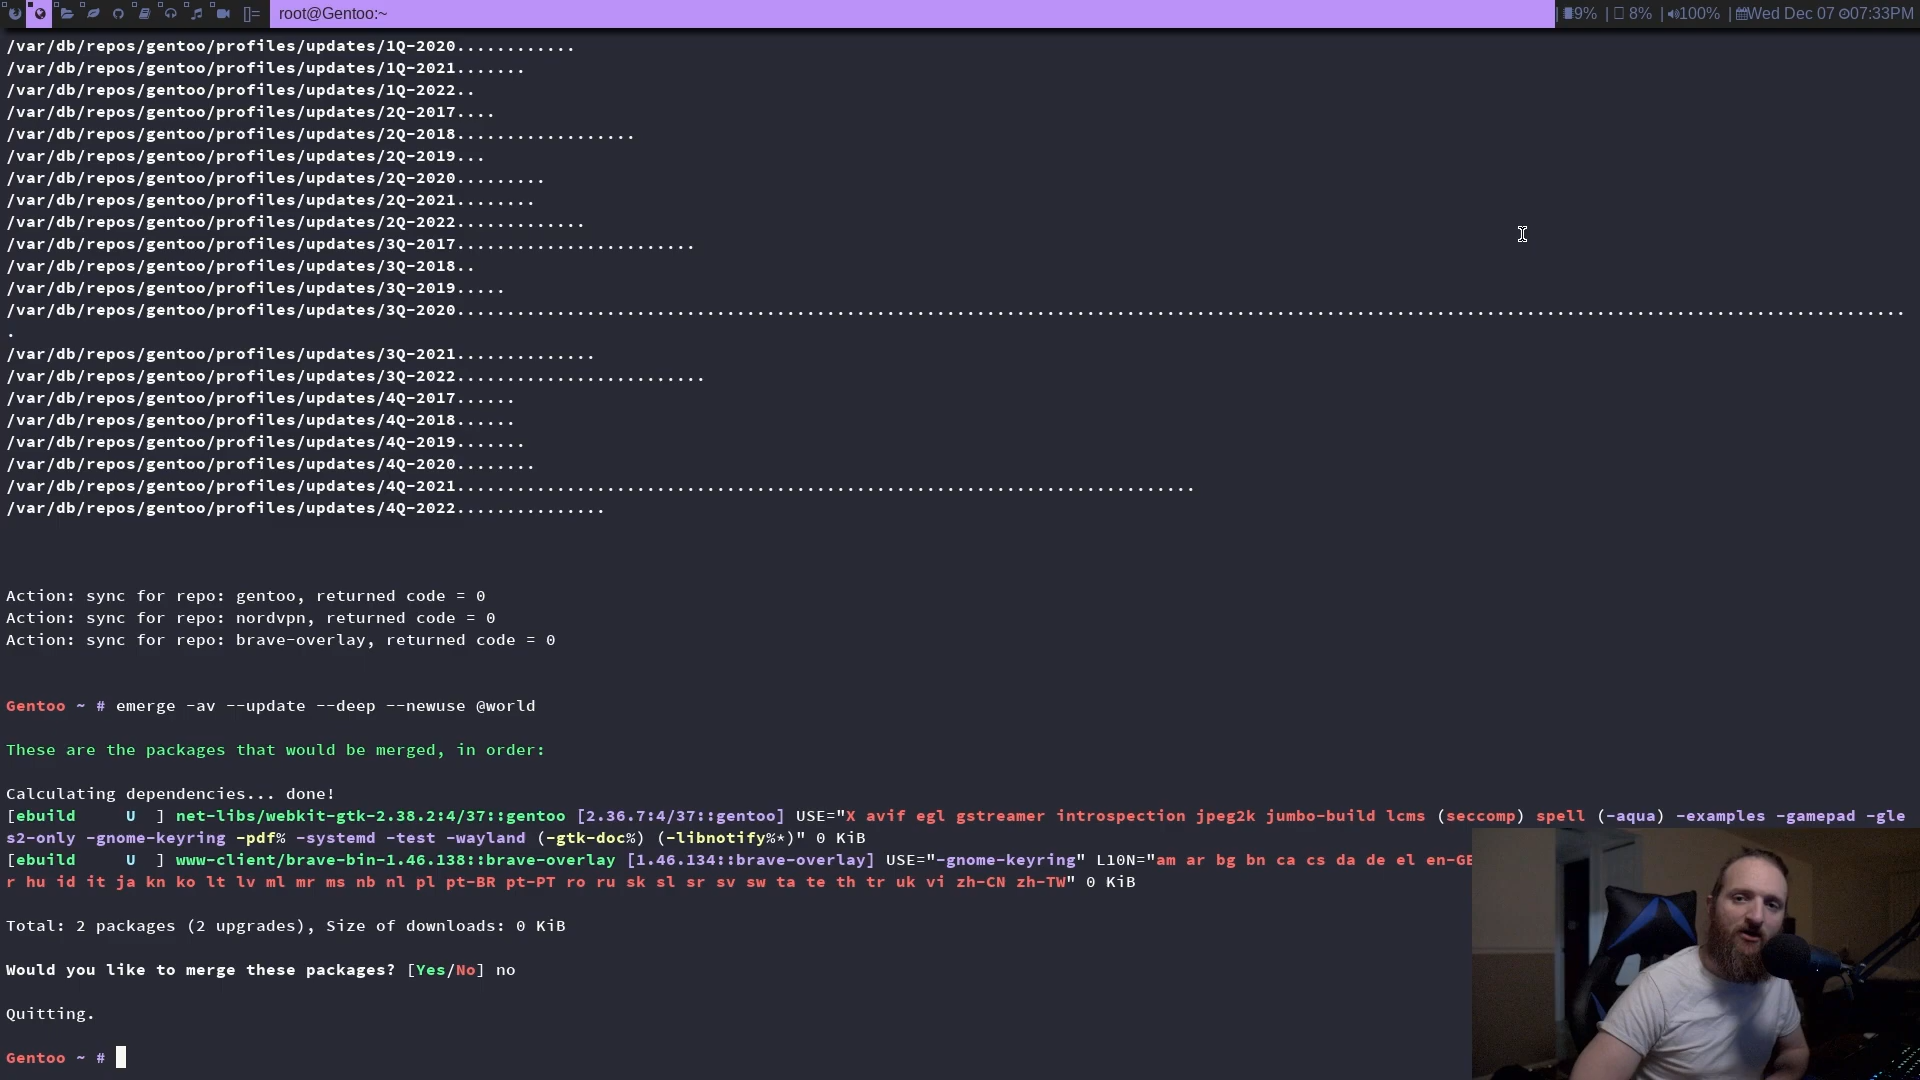 []= root@Gentoo:~ | 9% | 8% | 100% | Wed Dec 07 07:33PM
/var/db/repos/gentoo/profiles/updates/1Q-2020............
/var/db/repos/gentoo/profiles/updates/1Q-2021.......
/var/db/repos/gentoo/profiles/updates/1Q-2022..
/var/db/repos/gentoo/profiles/updates/2Q-2017....
/var/db/repos/gentoo/profiles/updates/2Q-2018..................
/var/db/repos/gentoo/profiles/updates/2Q-2019...
/var/db/repos/gentoo/profiles/updates/2Q-2020.........
/var/db/repos/gentoo/profiles/updates/2Q-2021........
/var/db/repos/gentoo/profiles/updates/2Q-2022.............
/var/db/repos/gentoo/profiles/updates/3Q-2017........................
/var/db/repos/gentoo/profiles/updates/3Q-2018..
/var/db/repos/gentoo/profiles/updates/3Q-2019.....
/var/db/repos/gentoo/profiles/updates/3Q-2020.................................................................................................................................................
.
/var/db/repos/gentoo/profiles/updates/3Q-2021..............
/var/db/repos/gentoo/profiles/updates/3Q-2022.........................
/var/db/repos/gentoo/profiles/updates/4Q-2017......
/var/db/repos/gentoo/profiles/updates/4Q-2018......
/var/db/repos/gentoo/profiles/updates/4Q-2019.......
/var/db/repos/gentoo/profiles/updates/4Q-2020........
/var/db/repos/gentoo/profiles/updates/4Q-2021..........................................................................
/var/db/repos/gentoo/profiles/updates/4Q-2022...............
Action: sync for repo: gentoo, returned code = 0
Action: sync for repo: nordvpn, returned code = 0
Action: sync for repo: brave-overlay, returned code = 0
Gentoo ~ # emerge -av --update --deep --newuse @world
These are the packages that would be merged, in order:
Calculating dependencies... done!
[ebuild     U  ] net-libs/webkit-gtk-2.38.2:4/37::gentoo [2.36.7:4/37::gentoo] USE="X avif egl gstreamer introspection jpeg2k jumbo-build lcms (seccomp) spell (-aqua) -examples -gamepad -gle
s2-only -gnome-keyring -pdf% -systemd -test -wayland (-gtk-doc%) (-libnotify%*)" 0 KiB
[ebuild     U  ] www-client/brave-bin-1.46.138::brave-overlay [1.46.134::brave-overlay] USE="-gnome-keyring" L10N="am ar bg bn ca cs da de el en-GB
r hu id it ja kn ko lt lv ml mr ms nb nl pl pt-BR pt-PT ro ru sk sl sr sv sw ta te th tr uk vi zh-CN zh-TW" 0 KiB
Total: 2 packages (2 upgrades), Size of downloads: 0 KiB
Would you like to merge these packages? [Yes/No] no
Quitting.
Gentoo ~ #